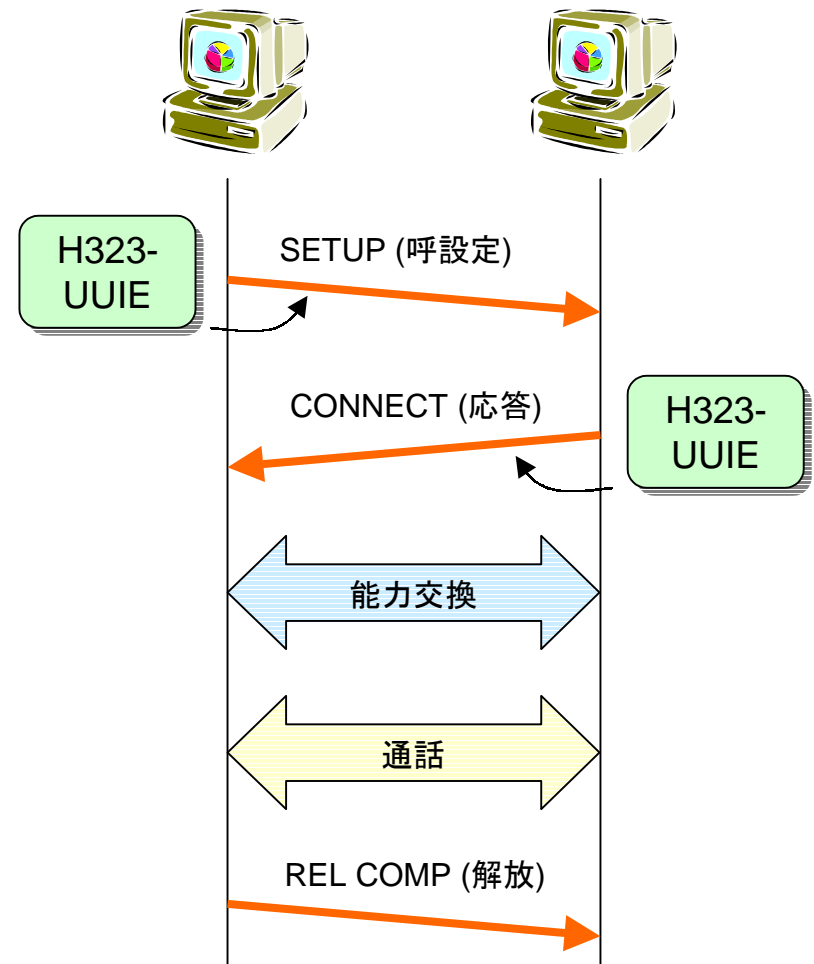 H323-
UUIE
SETUP (呼設定)
CONNECT (応答)
H323-
UUIE
能力交換
通話
REL COMP (解放)